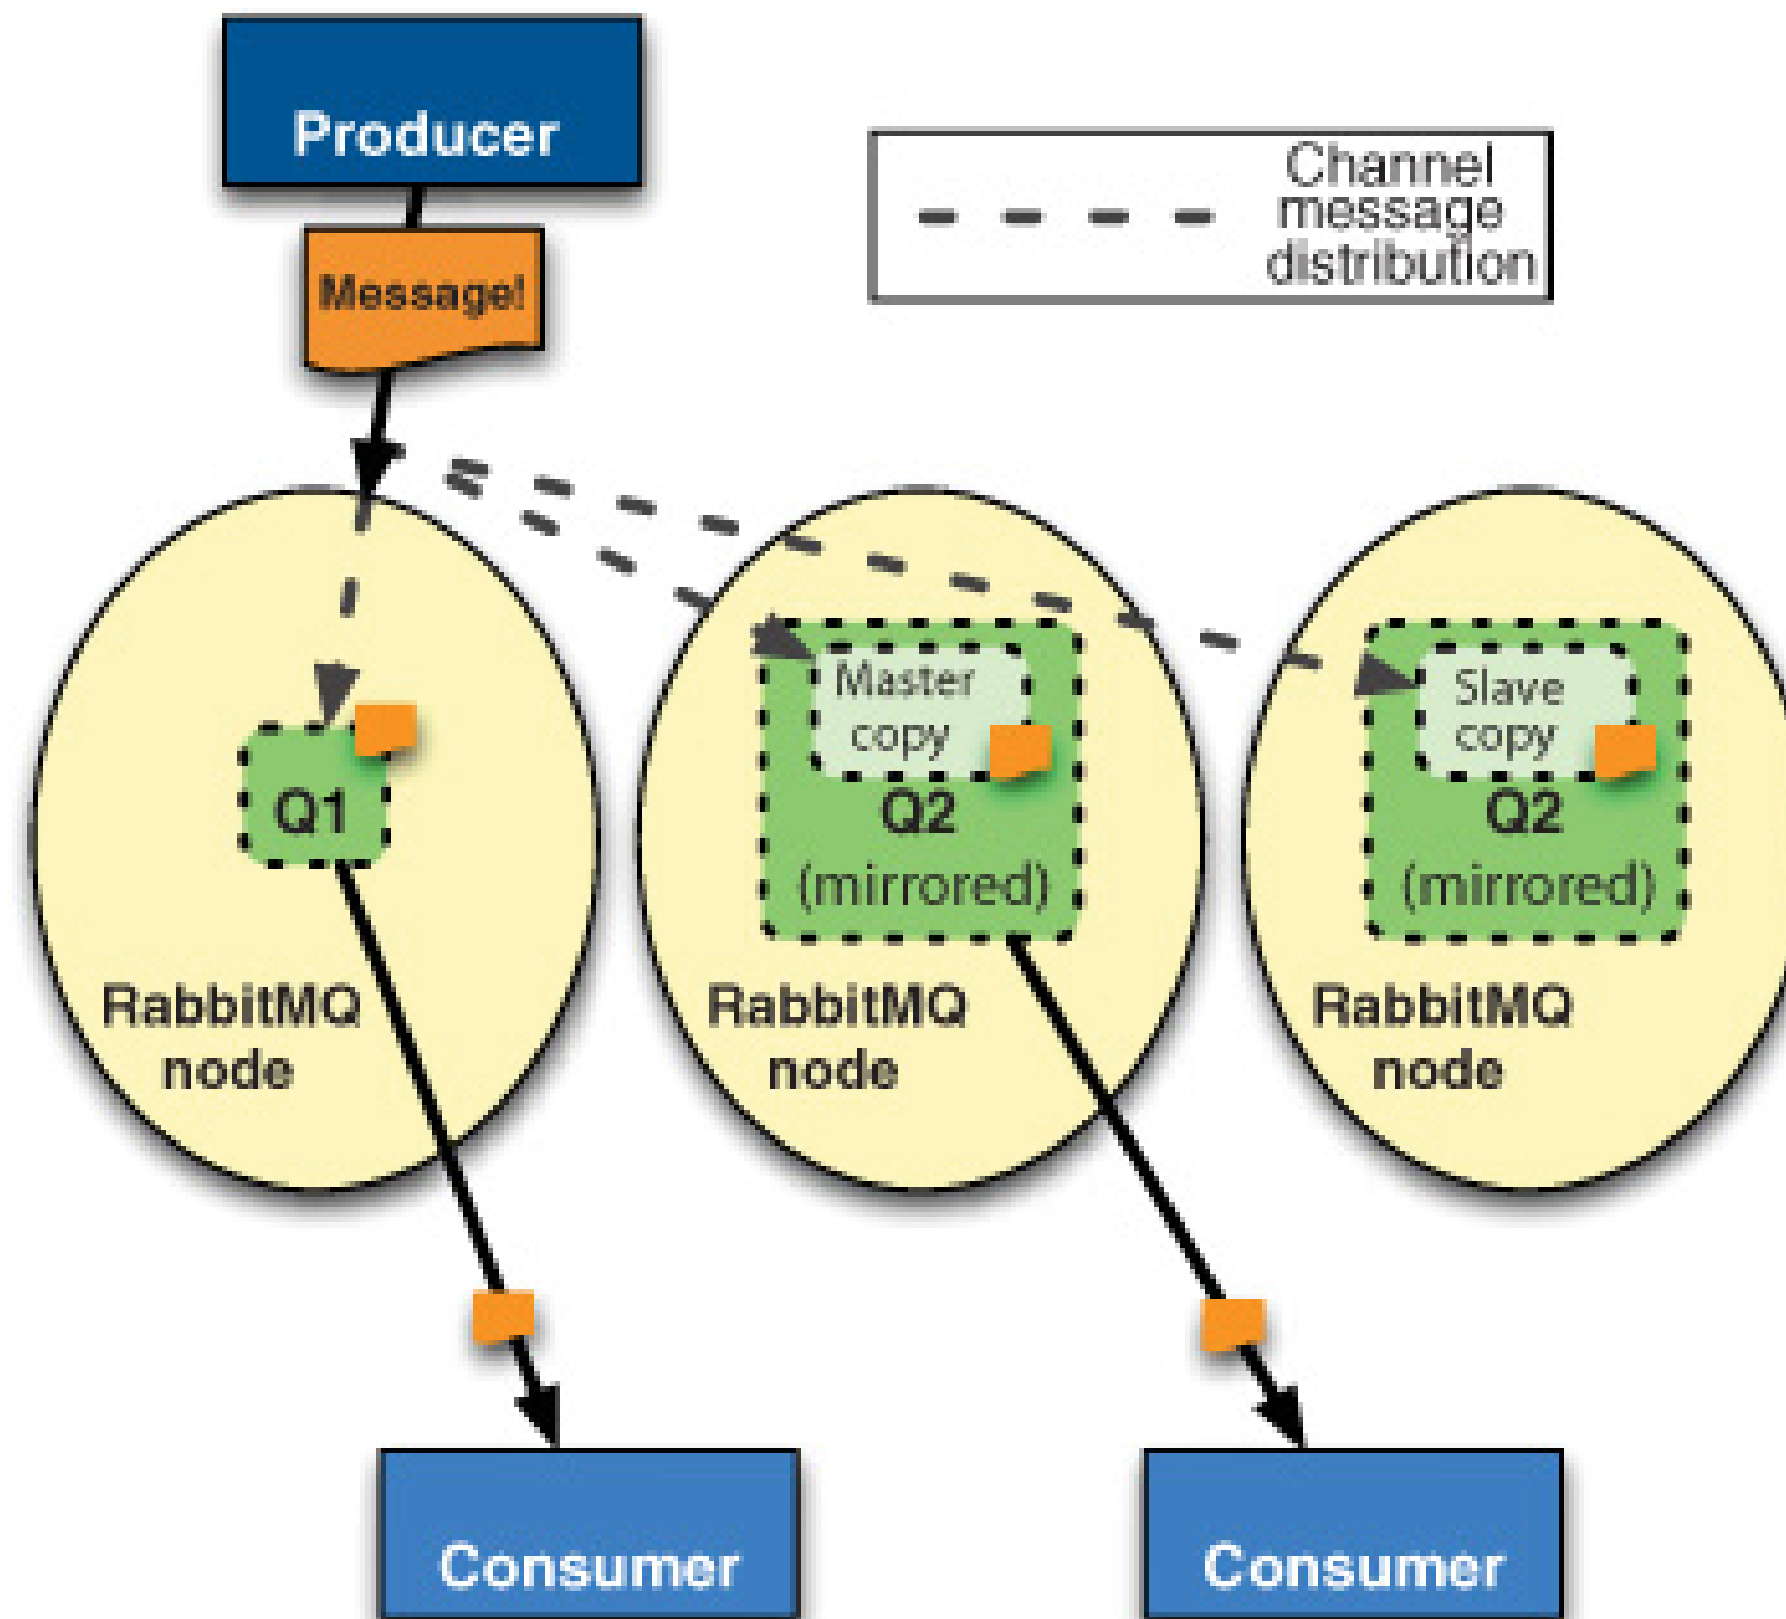 Producer
Message!
Channel
message
distribution
Q1
RabbitMQ
node
Master
copy
Q2
(mirrored)
RabbitMQ
node
Slave
copy
Q2
(mirrored)
RabbitMQ
node
Consumer
Consumer